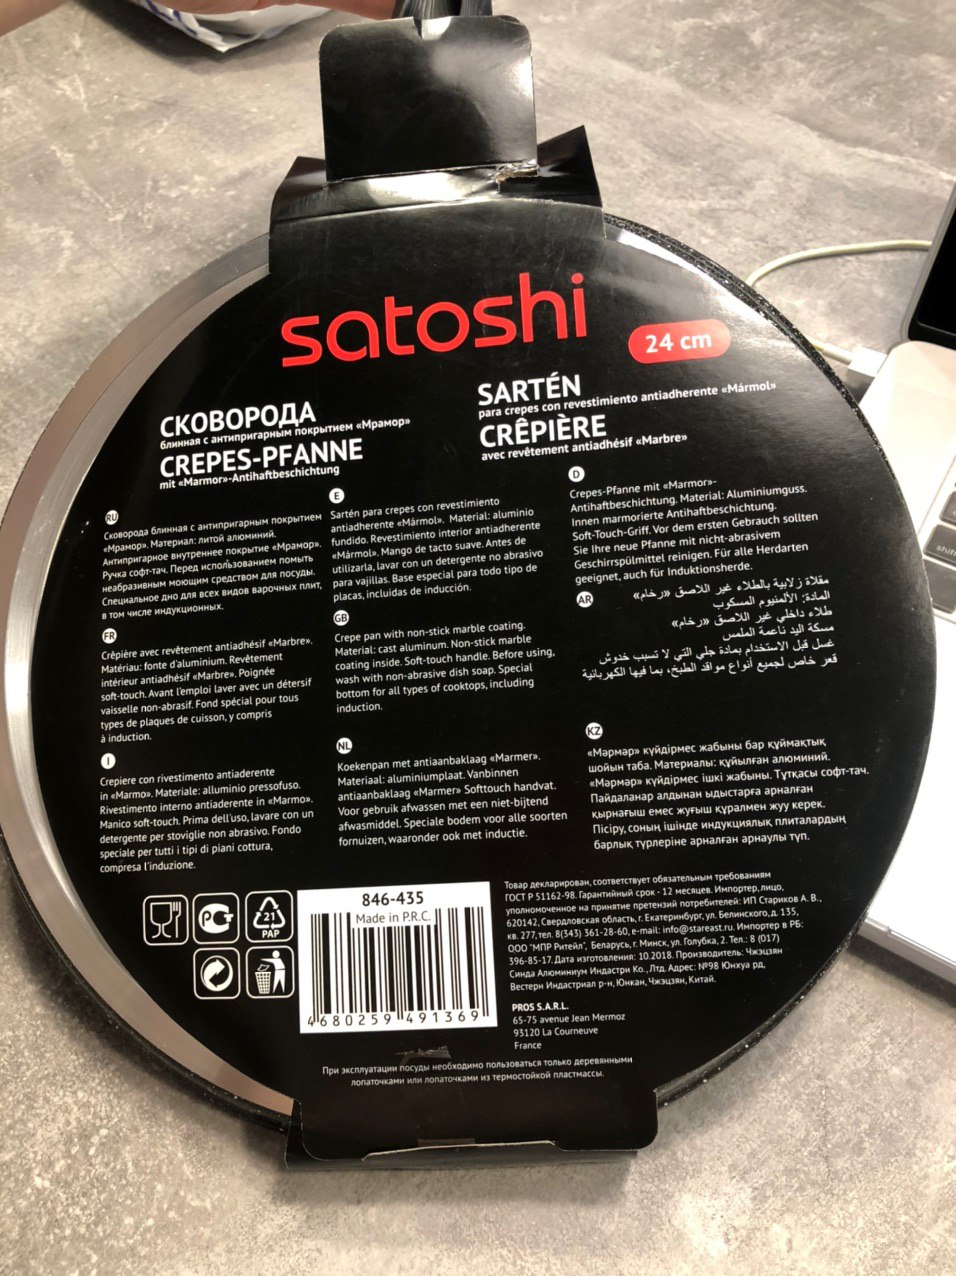 satoshi
24 cm
СКОВОРОДА
блинная с антипригарным покрытием «Мрамор»
CREPES-PFANNE
mit «Marmor»-Antihaftbeschichtung
SARTÉN
para crepes con revestimiento antiadherente «Mármol»
CRÊPIÈRE
avec revêtement antiadhésif «Marbre»
RU
Сковорода блинная с антипригарным покрытием
«Мрамор». Материал: литой алюминий.
Антипригарное внутреннее покрытие «Мрамор».
Ручка софт-тач. Перед использованием помыть
неабразивным моющим средством для посуды.
Специальное дно для всех видов варочных плит,
в том числе индукционных.
E
Sartén para crepes con revestimiento
antiadherente «Mármol». Material: aluminio
fundido. Revestimiento interior antiadherente
«Mármol». Mango de tacto suave. Antes de
utilizarla, lavar con un detergente no abrasivo
para vajillas. Base especial para todo tipo de
placas, incluidas de inducción.
D
Crepes-Pfanne mit «Marmor»-
Antihaftbeschichtung. Material: Aluminiumguss.
Innen marmorierte Antihaftbeschichtung.
Soft-Touch-Griff. Vor dem ersten Gebrauch sollten
Sie Ihre neue Pfanne mit nicht-abrasivem
Geschirrspülmittel reinigen. Für alle Herdarten
geeignet, auch für Induktionsherde.
FR
Crêpière avec revêtement antiadhésif «Marbre».
Matériau: fonte d'aluminium. Revêtement
intérieur antiadhésif «Marbe». Poignée
soft-touch. Avant l'emploi laver avec un détersif
vaisselle non-abrasif. Fond spécial pour tous
types de plaques de cuisson, y compris
à induction.
GB
Crepe pan with non-stick marble coating.
Material: cast aluminum. Non-stick marble
coating inside. Soft-touch handle. Before using,
wash with non-abrasive dish soap. Special
bottom for all types of cooktops, including
induction.
AR
مقلاة زلابية بالطلاء غير اللاصق «رخام»
المادة: الألمنيوم المسكوب
طلاء داخلي غير اللاصق «رخام»
مسكة اليد ناعمة الملمس
غسل قبل الاستخدام بمادة جلي التي لا تسبب خدوش
قعر خاص لجميع أنواع مواقد الطبخ، بما فيها الكهربائية
I
Crepiere con rivestimento antiaderente
in «Marmo». Materiale: alluminio pressofuso.
Rivestimento interno antiaderente in «Marmo».
Manico soft-touch. Prima dell'uso, lavare con un
detergente per stoviglie non abrasivo. Fondo
speciale per tutti i tipi di piani cottura,
compresa l'induzione.
NL
Koekenpan met antiaanbaklaag «Marmer».
Materiaal: aluminiumplaat. Vanbinnen
antiaanbaklaag «Marmer» Softtouch handvat.
Voor gebruik afwassen met een niet-bijtend
afwasmiddel. Speciale bodem voor alle soorten
fornuizen, waaronder ook met inductie.
KZ
«Мәрмәр» күйдірмес жабыны бар құймақтық
шойын таба. Материалы: құйылған алюминий.
«Мәрмәр» күйдірмес ішкі жабыны. Тұтқасы софт-тач.
Пайдаланар алдынан ыдыстарға арналған
қырнағыш емес жуғыш құралмен жуу керек.
Пісіру, соның ішінде индукциялық плиталардың
барлық түрлеріне арналған арнаулы түп.
РСТ
21
PAP
846-435
Made in P.R.C.
4 680259 491369
Товар декларирован, соответствует обязательным требованиям
ГОСТ Р 51162-98. Гарантийный срок - 12 месяцев. Импортер, лицо,
уполномоченное на принятие претензий потребителей: ИП Стариков А. В.,
620142, Свердловская область, г. Екатеринбург, ул. Белинского, д. 135,
кв. 277, тел. 8(343) 361-28-60, e-mail: info@stareast.ru. Импортер в РБ:
ООО "МПР Ритейл", Беларусь, г. Минск, ул. Голубка, 2. Тел.: 8 (017)
396-85-17. Дата изготовления: 10.2018. Производитель: Чжэцзян
Синда Алюминиум Индастри Ко., Лтд. Адрес: №98 Юнхуа рд,
Вестерн Индастриал р-н, Юнкан, Чжэцзян, Китай.
PROS S.A.R.L.
65-75 avenue Jean Mermoz
93120 La Courneuve
France
При эксплуатации посуды необходимо пользоваться только деревянными
лопаточками или лопаточками из термостойкой пластмассы.
shift